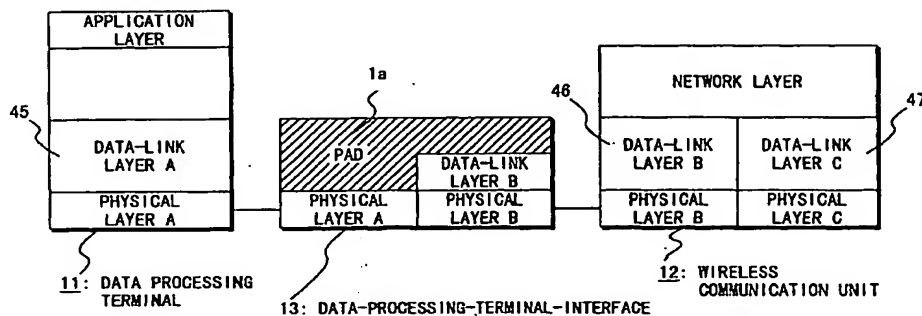 APPLICATION
LAYER
45
DATA-LINK
LAYER A
PHYSICAL
LAYER A
11: DATA PROCESSING
TERMINAL
1a
PAD
DATA-LINK
LAYER B
PHYSICAL
LAYER A
PHYSICAL
LAYER B
13: DATA-PROCESSING-TERMINAL-INTERFACE
NETWORK LAYER
46
47
DATA-LINK
LAYER B
DATA-LINK
LAYER C
PHYSICAL
LAYER B
PHYSICAL
LAYER C
12: WIRELESS
COMMUNICATION UNIT